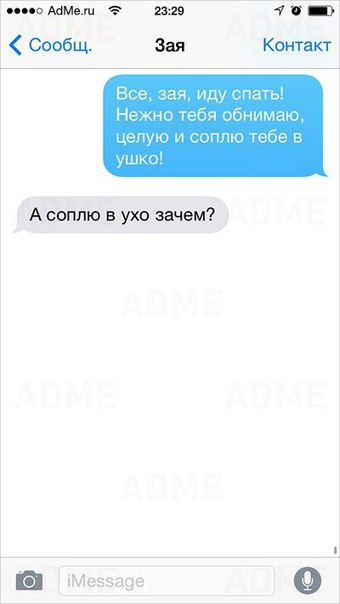 AdMe.ru 23:29
Сообщ. Зая Контакт
Все, зая, иду спать!
Нежно тебя обнимаю,
целую и соплю тебе в
ушко!
А соплю в ухо зачем?
ADME
ADME ADME
ADME
iMessage